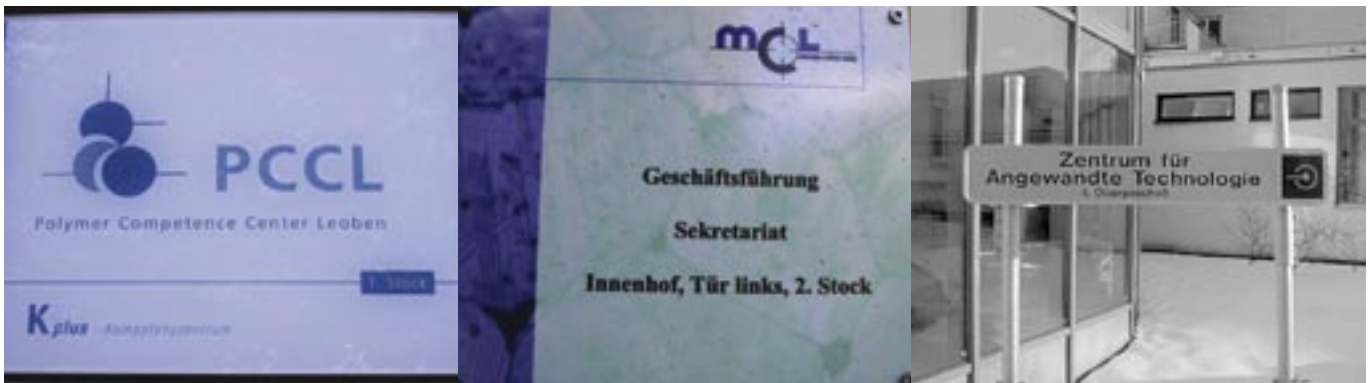 PCCL
Polymer Competence Center Leoben
1. Stock
Kplus -Kompetenzzentrum
mcL
Geschäftsführung
Sekretariat
Innenhof, Tür links, 2. Stock
Zentrum für
Angewandte Technologie